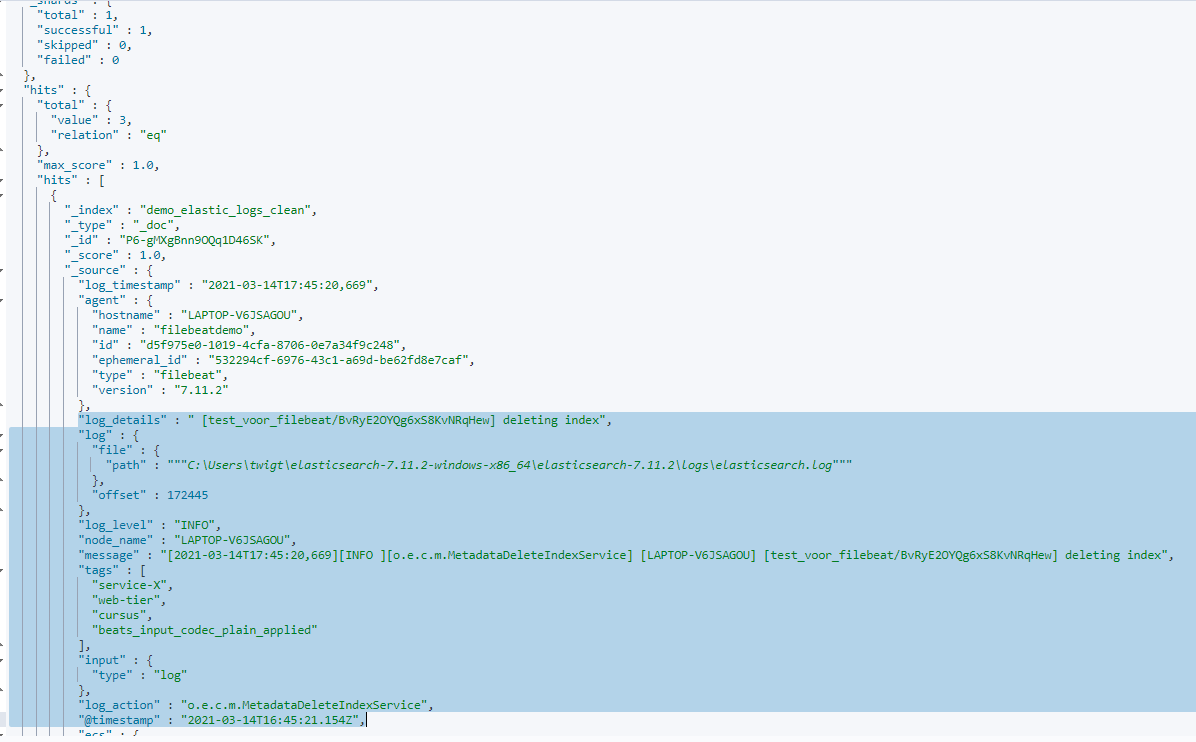 "_shards" : {
"total" : 1,
"successful" : 1,
"skipped" : 0,
"failed" : 0
},
"hits" : {
"total" : {
"value" : 3,
"relation" : "eq"
},
"max_score" : 1.0,
"hits" : [
{
"_index" : "demo_elastic_logs_clean",
"_type" : "_doc",
"_id" : "P6-gMXgBnn9OQq1D46SK",
"_score" : 1.0,
"_source" : {
"log_timestamp" : "2021-03-14T17:45:20,669",
"agent" : {
"hostname" : "LAPTOP-V6JSAGOU",
"name" : "filebeatdemo",
"id" : "d5f975e0-1019-4cfa-8706-0e7a34f9c248",
"ephemeral_id" : "532294cf-6976-43c1-a69d-be62fd8e7caf",
"type" : "filebeat",
"version" : "7.11.2"
},
"log_details" : " [test_voor_filebeat/BvRyE2OYQg6xS8KvNRqHew] deleting index",
"log" : {
"file" : {
"path" : """C:\Users\twigt\elasticsearch-7.11.2-windows-x86_64\elasticsearch-7.11.2\logs\elasticsearch.log"""
},
"offset" : 172445
},
"log_level" : "INFO",
"node_name" : "LAPTOP-V6JSAGOU",
"message" : "[2021-03-14T17:45:20,669][INFO ][o.e.c.m.MetadataDeleteIndexService] [LAPTOP-V6JSAGOU] [test_voor_filebeat/BvRyE2OYQg6xS8KvNRqHew] deleting index",
"tags" : [
"service-X",
"web-tier",
"cursus",
"beats_input_codec_plain_applied"
],
"input" : {
"type" : "log"
},
"log_action" : "o.e.c.m.MetadataDeleteIndexService",
"@timestamp" : "2021-03-14T16:45:21.154Z",
"ecs" : {